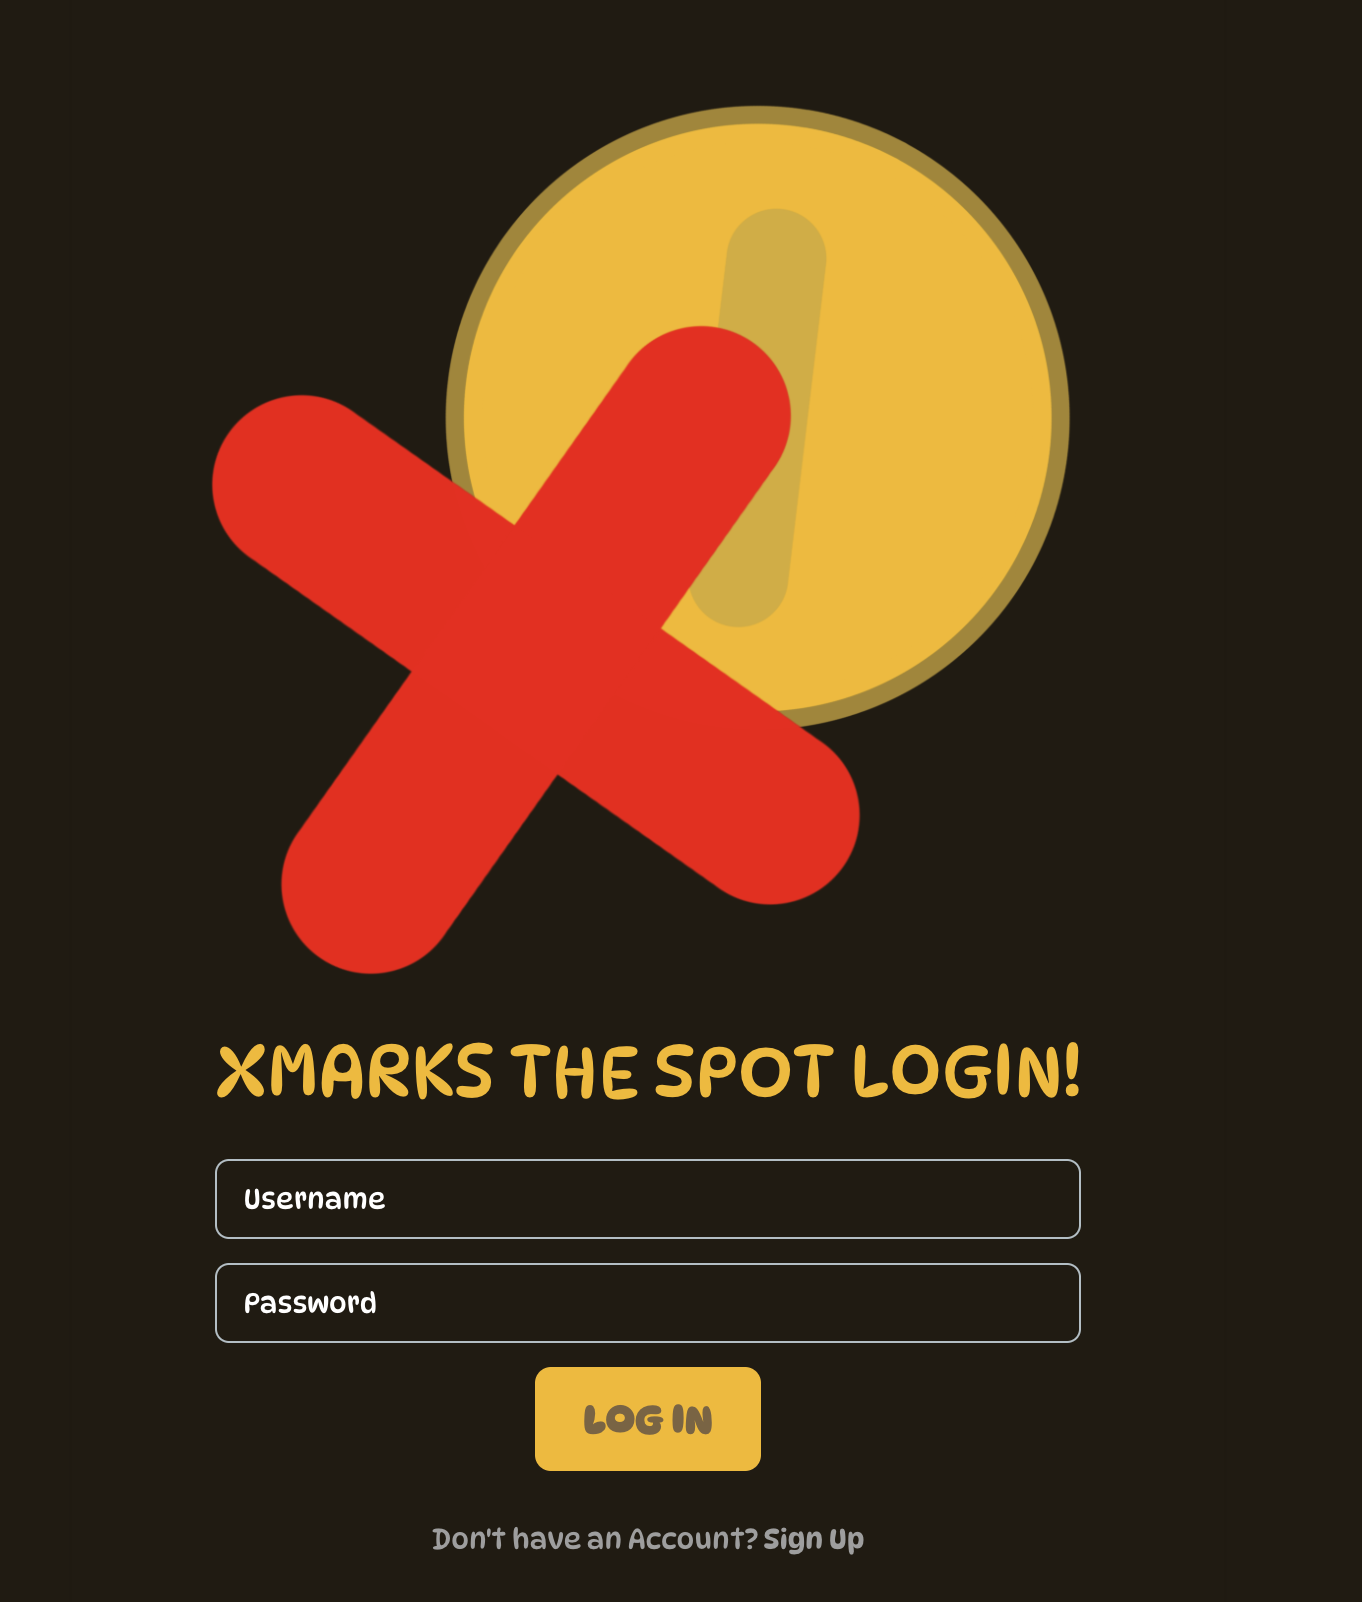 XMARKS THE SPOT LOGIN!
Username
Password
LOG IN
Don't have an Account? Sign Up